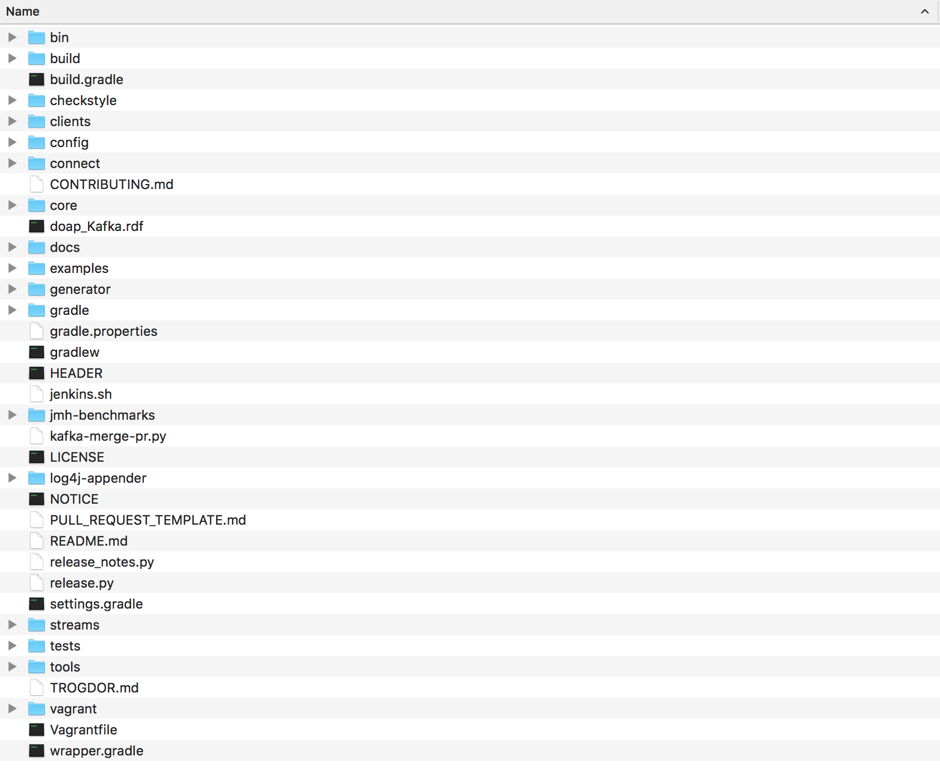 Name
bin
build
build.gradle
checkstyle
clients
config
connect
CONTRIBUTING.md
core
doap_Kafka.rdf
docs
examples
generator
gradle
gradle.properties
gradlew
HEADER
jenkins.sh
jmh-benchmarks
kafka-merge-pr.py
LICENSE
log4j-appender
NOTICE
PULL_REQUEST_TEMPLATE.md
README.md
release_notes.py
release.py
settings.gradle
streams
tests
tools
TROGDOR.md
vagrant
Vagrantfile
wrapper.gradle